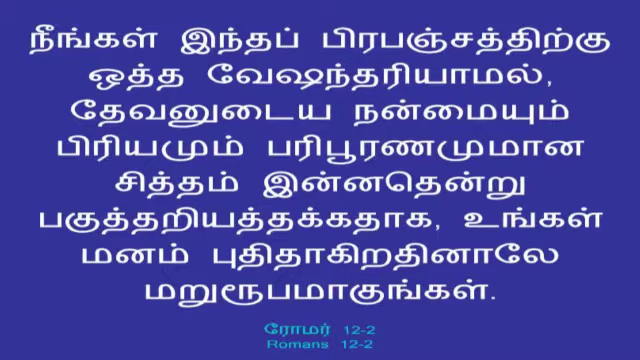 நீங்கள் இந்தப் பிரபஞ்சத்திற்கு
ஒத்த வேஷந்தரியாமல்,
தேவனுடைய நன்மையும்
பிரியமும் பரிபூரணமுமான
சித்தம் இன்னதென்று
பகுத்தறியத்தக்கதாக, உங்கள்
மனம் புதிதாகிறதினாலே
மறுரூபமாகுங்கள்.
ரோமர் 12-2
Romans 12-2